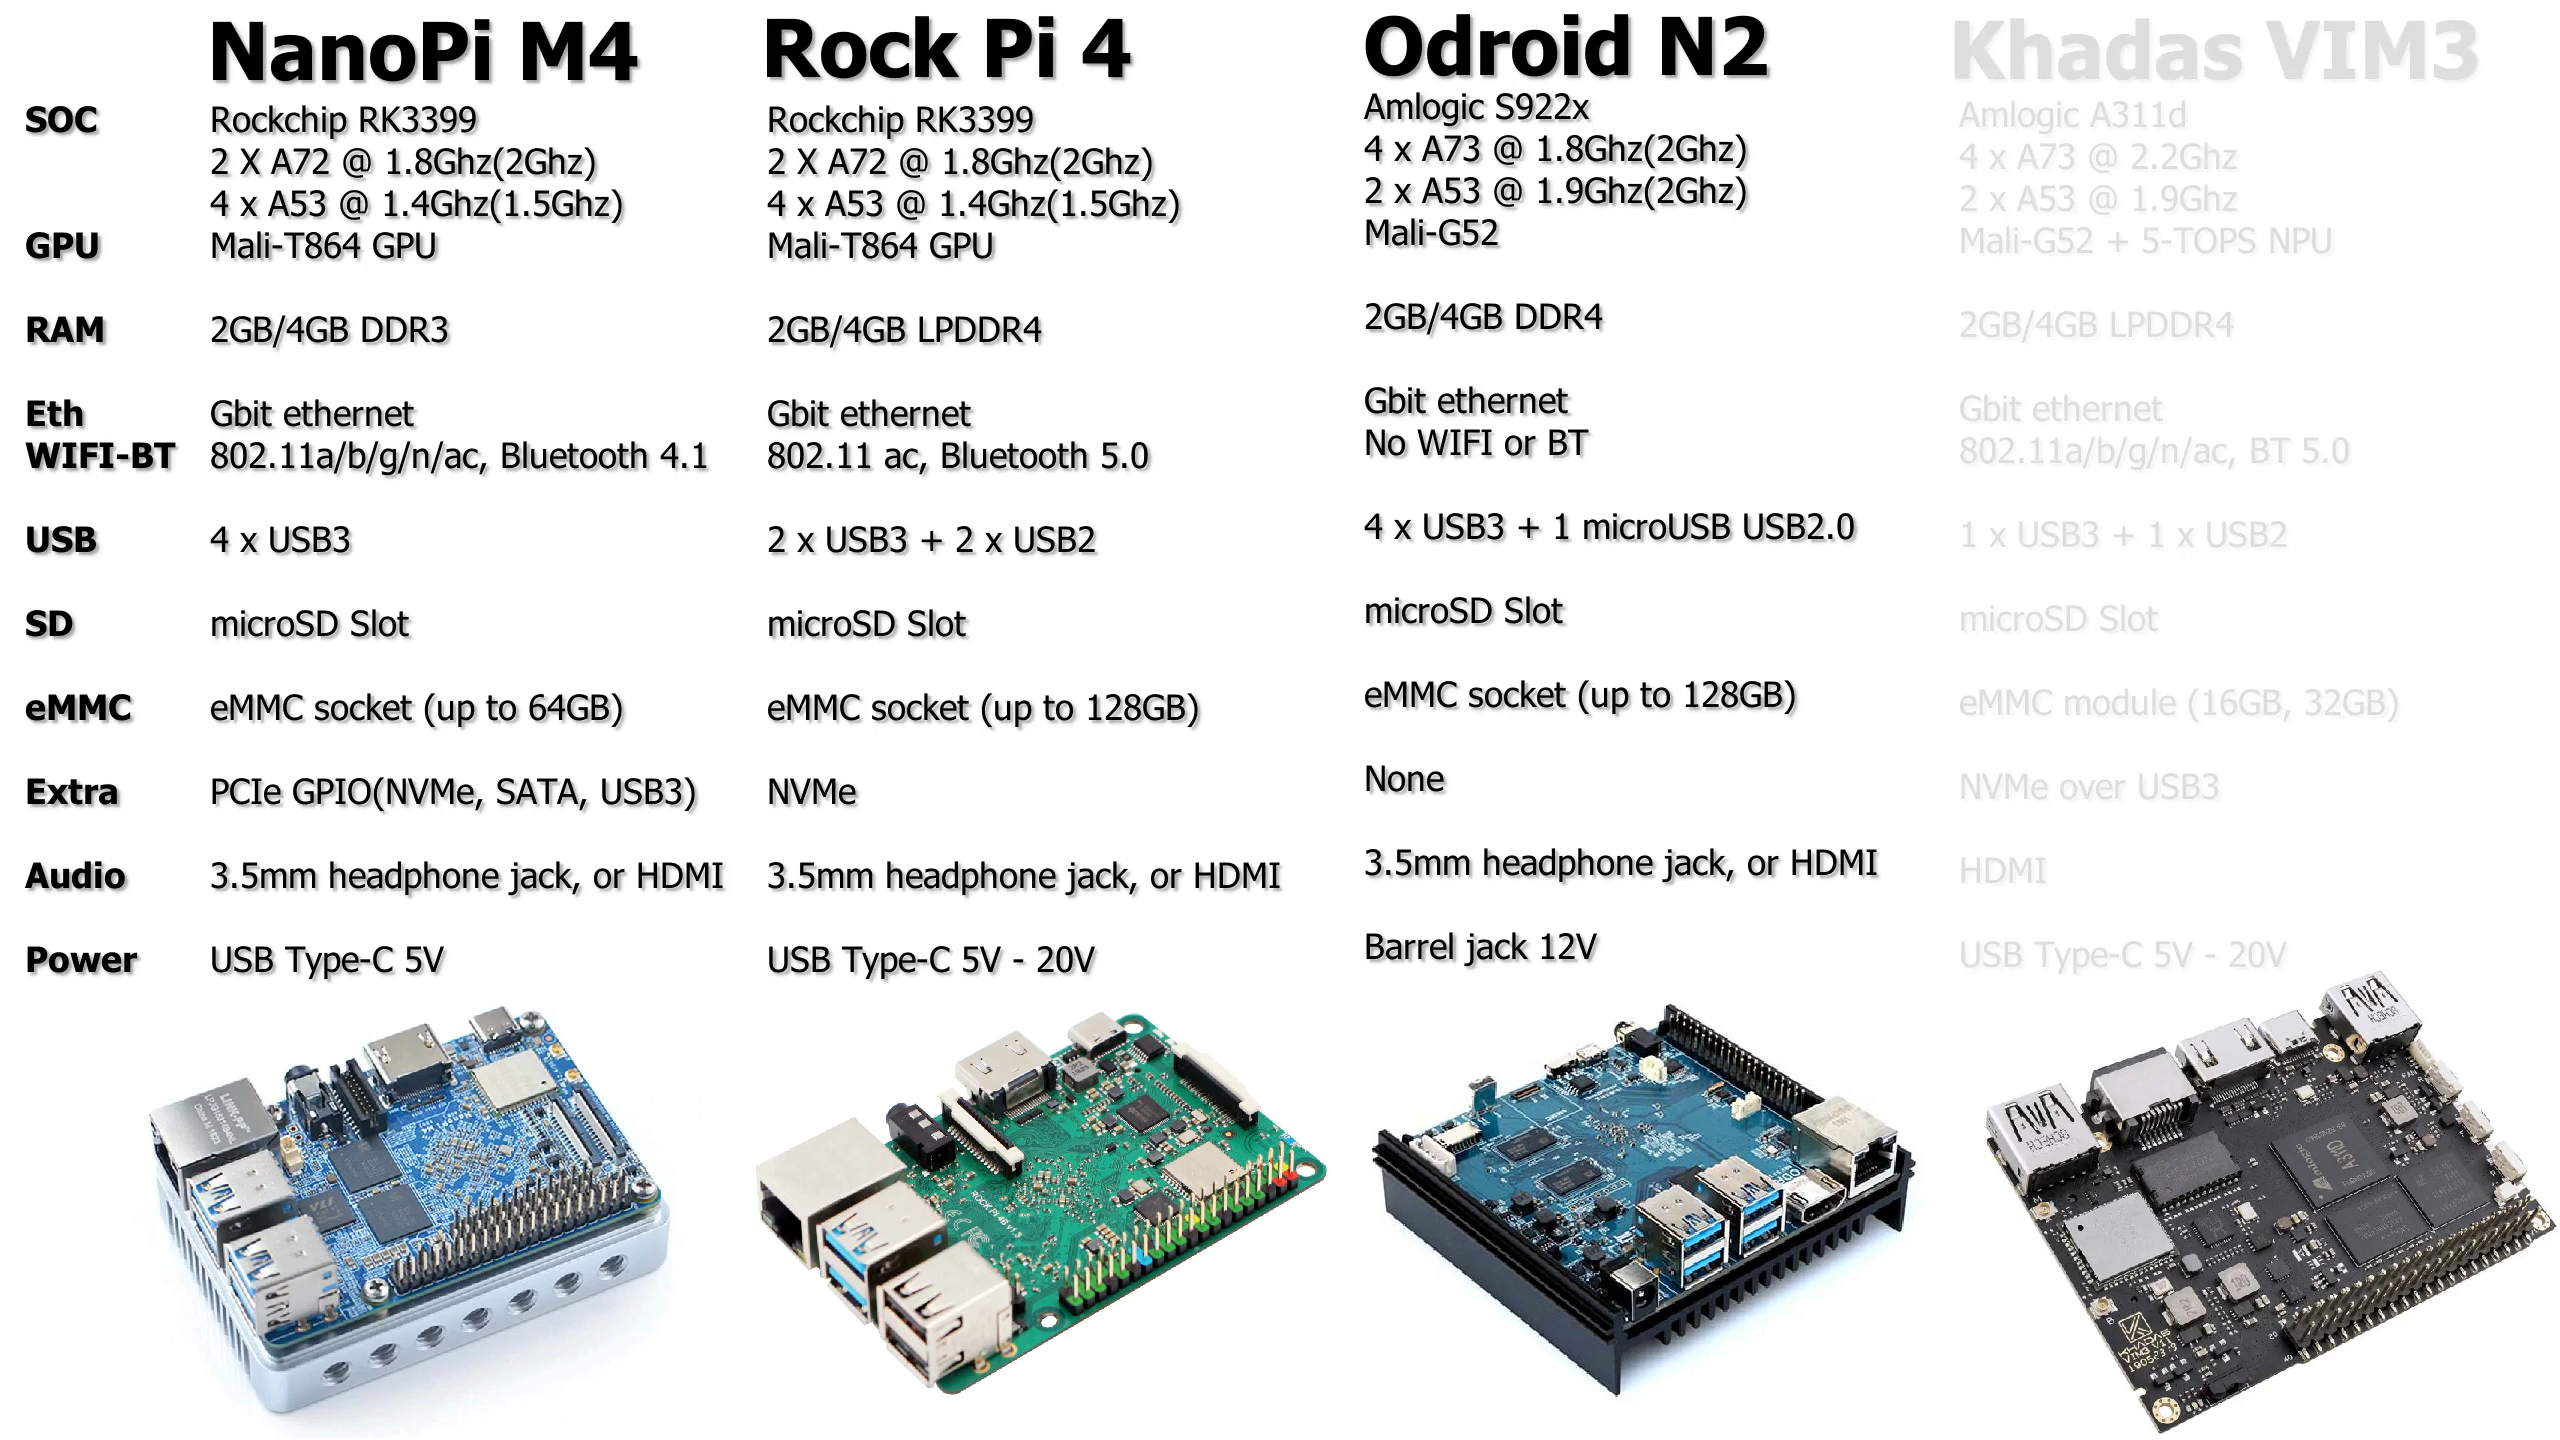 NanoPi M4 Rock Pi 4 Odroid N2 Khadas VIM3
SOC Rockchip RK3399 Rockchip RK3399 Amlogic S922x Amlogic A311d
2 X A72 @ 1.8Ghz(2Ghz) 2 X A72 @ 1.8Ghz(2Ghz) 4 x A73 @ 1.8Ghz(2Ghz) 4 x A73 @ 2.2Ghz
4 x A53 @ 1.4Ghz(1.5Ghz) 4 x A53 @ 1.4Ghz(1.5Ghz) 2 x A53 @ 1.9Ghz(2Ghz) 2 x A53 @ 1.9Ghz
GPU Mali-T864 GPU Mali-T864 GPU Mali-G52 Mali-G52 + 5-TOPS NPU
RAM 2GB/4GB DDR3 2GB/4GB LPDDR4 2GB/4GB DDR4 2GB/4GB LPDDR4
Eth Gbit ethernet Gbit ethernet Gbit ethernet Gbit ethernet
WIFI-BT 802.11a/b/g/n/ac, Bluetooth 4.1 802.11 ac, Bluetooth 5.0 No WIFI or BT 802.11a/b/g/n/ac, BT 5.0
USB 4 x USB3 2 x USB3 + 2 x USB2 4 x USB3 + 1 microUSB USB2.0 1 x USB3 + 1 x USB2
SD microSD Slot microSD Slot microSD Slot microSD Slot
eMMC eMMC socket (up to 64GB) eMMC socket (up to 128GB) eMMC socket (up to 128GB) eMMC module (16GB, 32GB)
Extra PCIe GPIO(NVMe, SATA, USB3) NVMe None NVMe over USB3
Audio 3.5mm headphone jack, or HDMI 3.5mm headphone jack, or HDMI 3.5mm headphone jack, or HDMI HDMI
Power USB Type-C 5V USB Type-C 5V - 20V Barrel jack 12V USB Type-C 5V - 20V
ROCK PI 4B V1.3
A311D
KHADAS
VIM3 V11